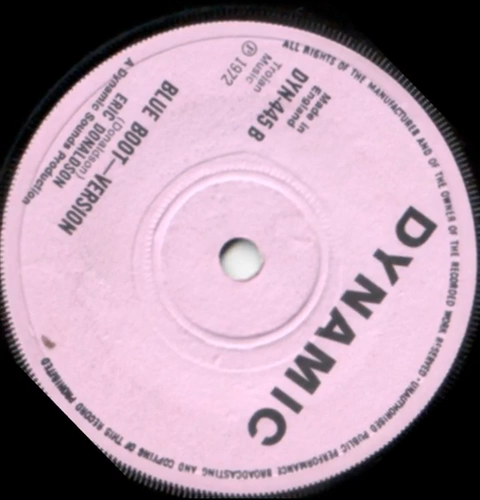 DYNAMIC
Made in
England
DYN-445 B
Trojan
Music
Ⓟ 1972
BLUE BOOT—VERSION
(Donaldson)
ERIC DONALDSON
A Dynamic Sounds Production
ALL RIGHTS OF THE MANUFACTURER AND OF THE OWNER OF THE RECORDED WORK RESERVED · UNAUTHORISED PUBLIC PERFORMANCE BROADCASTING AND COPYING OF THIS RECORD PROHIBITED